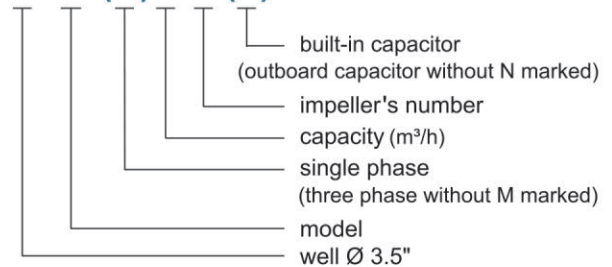 built-in capacitor
(outboard capacitor without N marked)
impeller's number
capacity (m³/h)
single phase
(three phase without M marked)
model
well Ø 3.5"